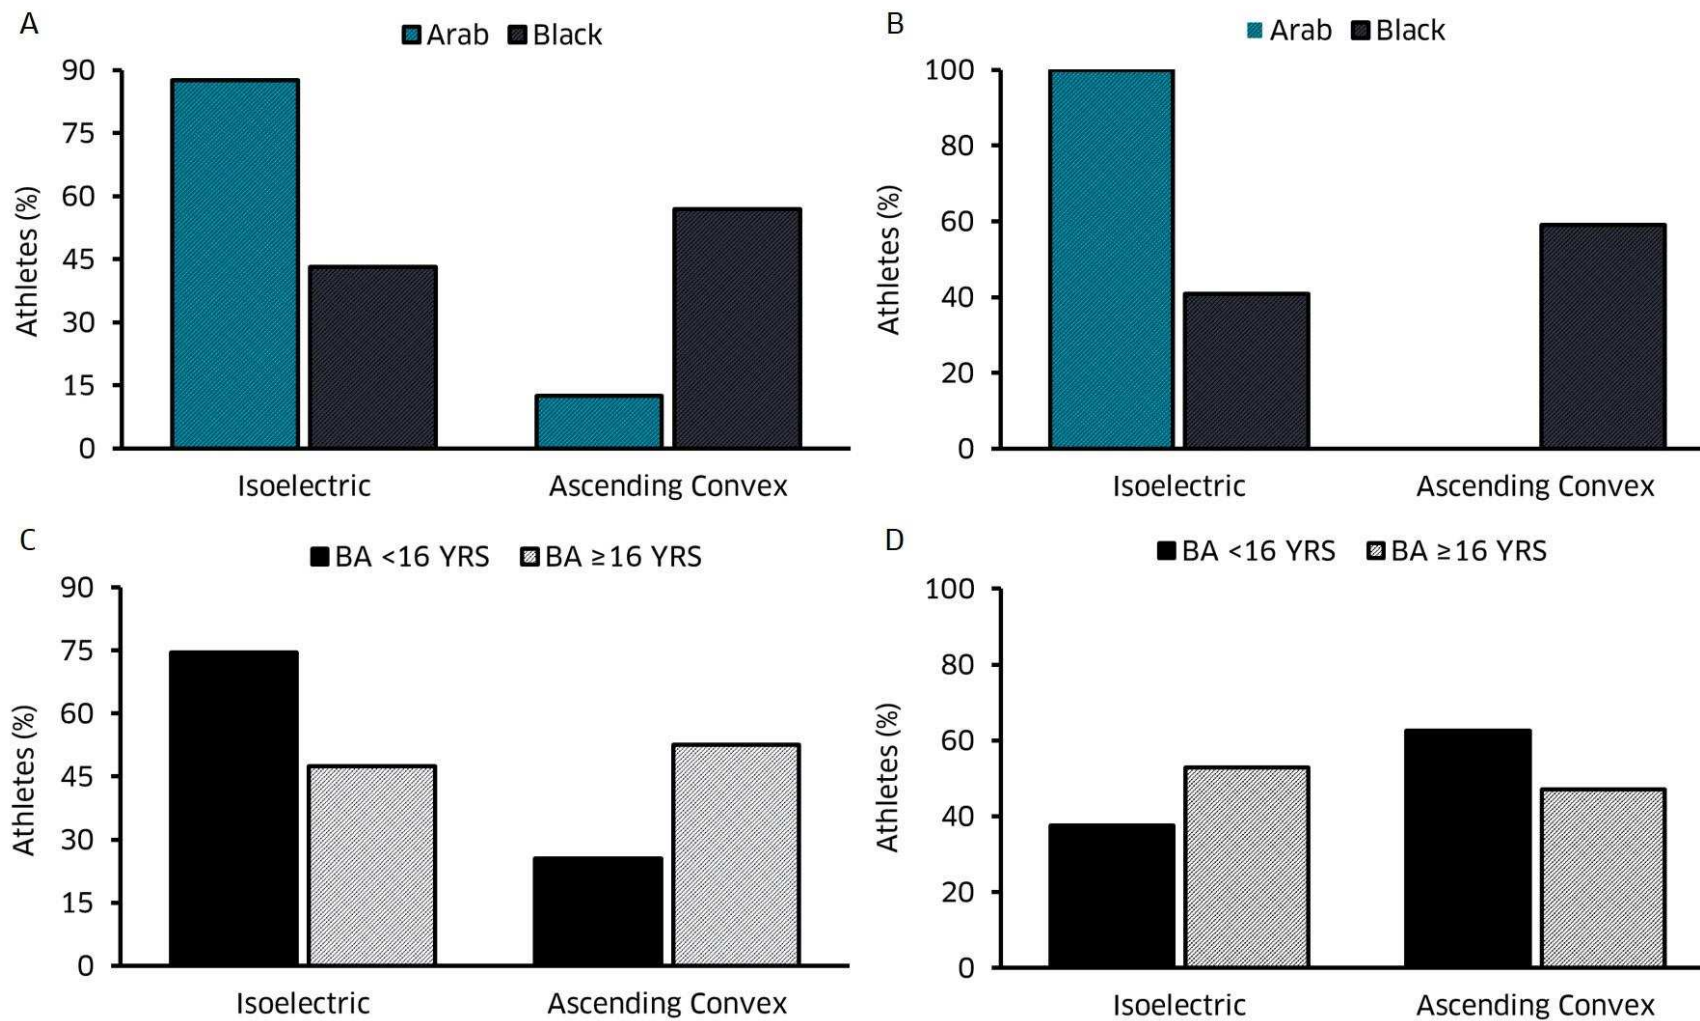 A
Arab Black
90
75
60
45
30
15
0
Athletes (%)
Isoelectric Ascending Convex
B
Arab Black
100
80
60
40
20
0
Athletes (%)
Isoelectric Ascending Convex
C
BA <16 YRS BA ≥16 YRS
90
75
60
45
30
15
0
Athletes (%)
Isoelectric Ascending Convex
D
BA <16 YRS BA ≥16 YRS
100
80
60
40
20
0
Athletes (%)
Isoelectric Ascending Convex